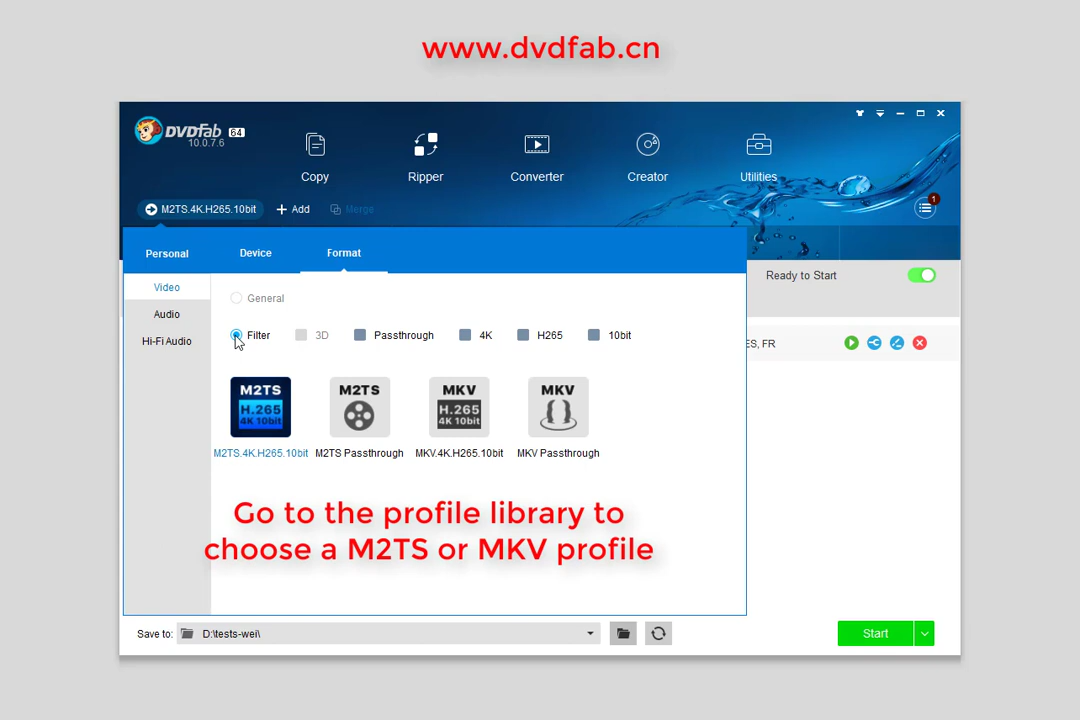 www.dvdfab.cn
DVDFab 64
10.0.7.6
Copy
Ripper
Converter
Creator
Utilities
M2TS.4K.H265.10bit
Add
Merge
1
Personal
Device
Format
Ready to Start
Video
Audio
Hi-Fi Audio
General
Filter
3D
Passthrough
4K
H265
10bit
ES, FR
M2TS
H.265
4K 10bit
M2TS
MKV
H.265
4K 10bit
MKV
M2TS.4K.H265.10bit
M2TS Passthrough
MKV.4K.H265.10bit
MKV Passthrough
Go to the profile library to
choose a M2TS or MKV profile
Save to:
D:\tests-wei\
Start